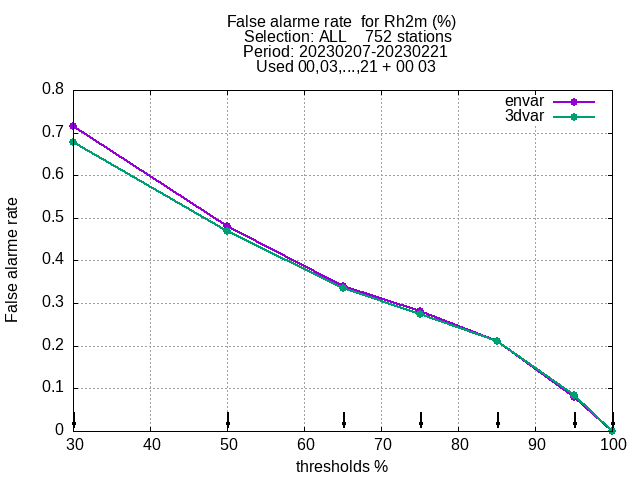 False alarme rate  for Rh2m (%)
Selection: ALL    752 stations
Period: 20230207-20230221
Used 00,03,...,21 + 00 03
envar
3dvar
0.8
0.7
0.6
0.5
0.4
0.3
0.2
0.1
0
False alarme rate
30 40 50 60 70 80 90 100
thresholds %